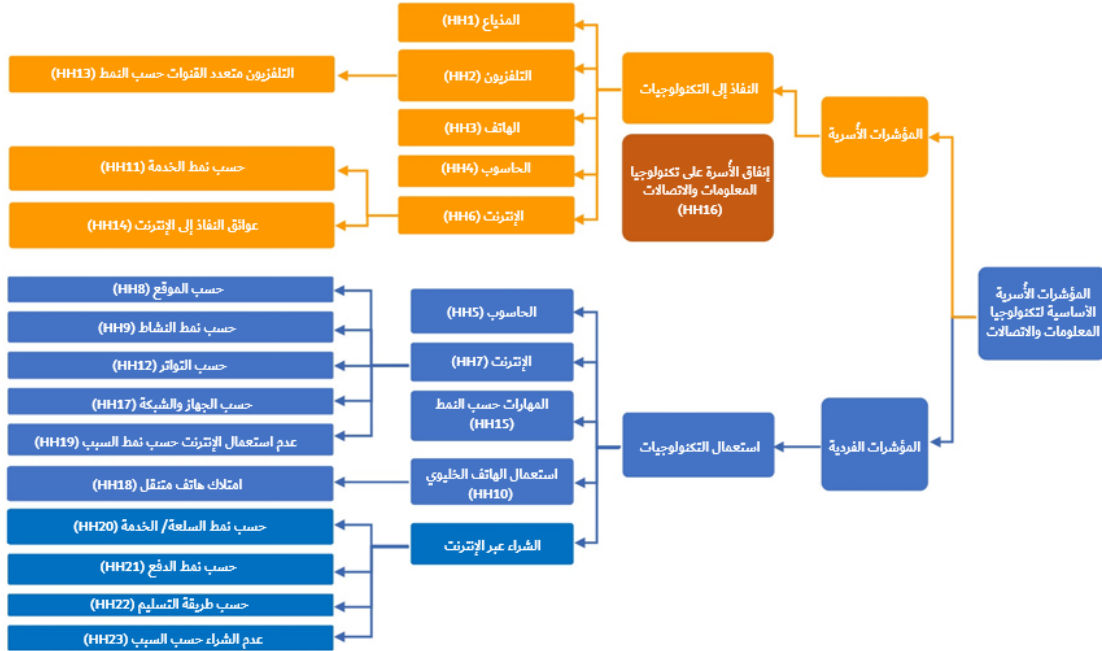 المؤشرات الأُسرية
الأساسية لتكنولوجيا
المعلومات والاتصالات
المؤشرات الأُسرية
النفاذ إلى التكنولوجيات
إنفاق الأُسرة على تكنولوجيا
المعلومات والاتصالات
(HH16)
المذياع (HH1)
التلفزيون (HH2)
الهاتف (HH3)
الحاسوب (HH4)
الإنترنت (HH6)
التلفزيون متعدد القنوات حسب النمط (HH13)
حسب نمط الخدمة (HH11)
عوائق النفاذ إلى الإنترنت (HH14)
المؤشرات الفردية
استعمال التكنولوجيات
الحاسوب (HH5)
الإنترنت (HH7)
المهارات حسب النمط
(HH15)
استعمال الهاتف الخليوي
(HH10)
الشراء عبر الإنترنت
حسب الموقع (HH8)
حسب نمط النشاط (HH9)
حسب التواتر (HH12)
حسب الجهاز والشبكة (HH17)
عدم استعمال الإنترنت حسب نمط السبب (HH19)
امتلاك هاتف متنقل (HH18)
حسب نمط السلعة/ الخدمة (HH20)
حسب نمط الدفع (HH21)
حسب طريقة التسليم (HH22)
عدم الشراء حسب السبب (HH23)